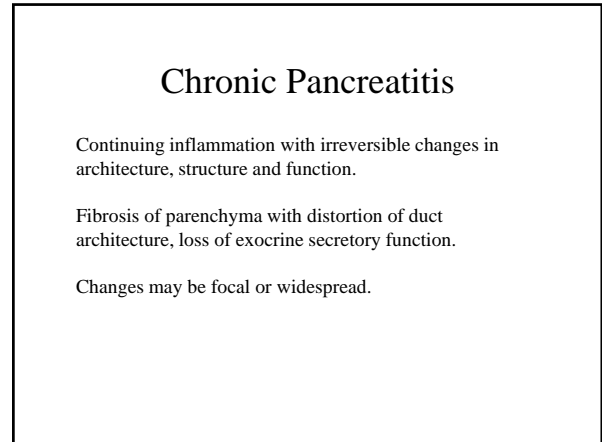 Chronic Pancreatitis
Continuing inflammation with irreversible changes in
architecture, structure and function.
Fibrosis of parenchyma with distortion of duct
architecture, loss of exocrine secretory function.
Changes may be focal or widespread.